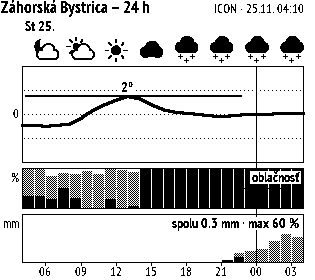 Záhorská Bystrica – 24 h
ICON · 25.11. 04:10
St 25.
2°
0
%
oblačnosť
mm
spolu 0.3 mm · max 60 %
06 09 12 15 18 21 00 03